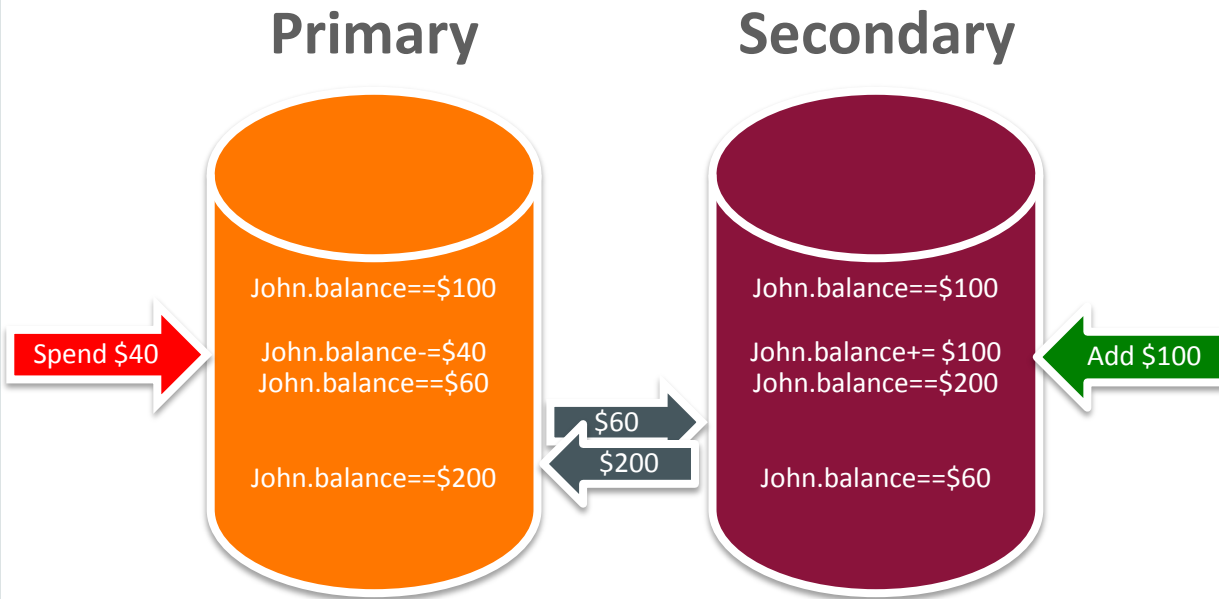 Primary
Secondary
John.balance==$100
John.balance==$100
Spend $40
John.balance-=$40
John.balance==$60
John.balance+= $100
John.balance==$200
Add $100
$60
$200
John.balance==$200
John.balance==$60